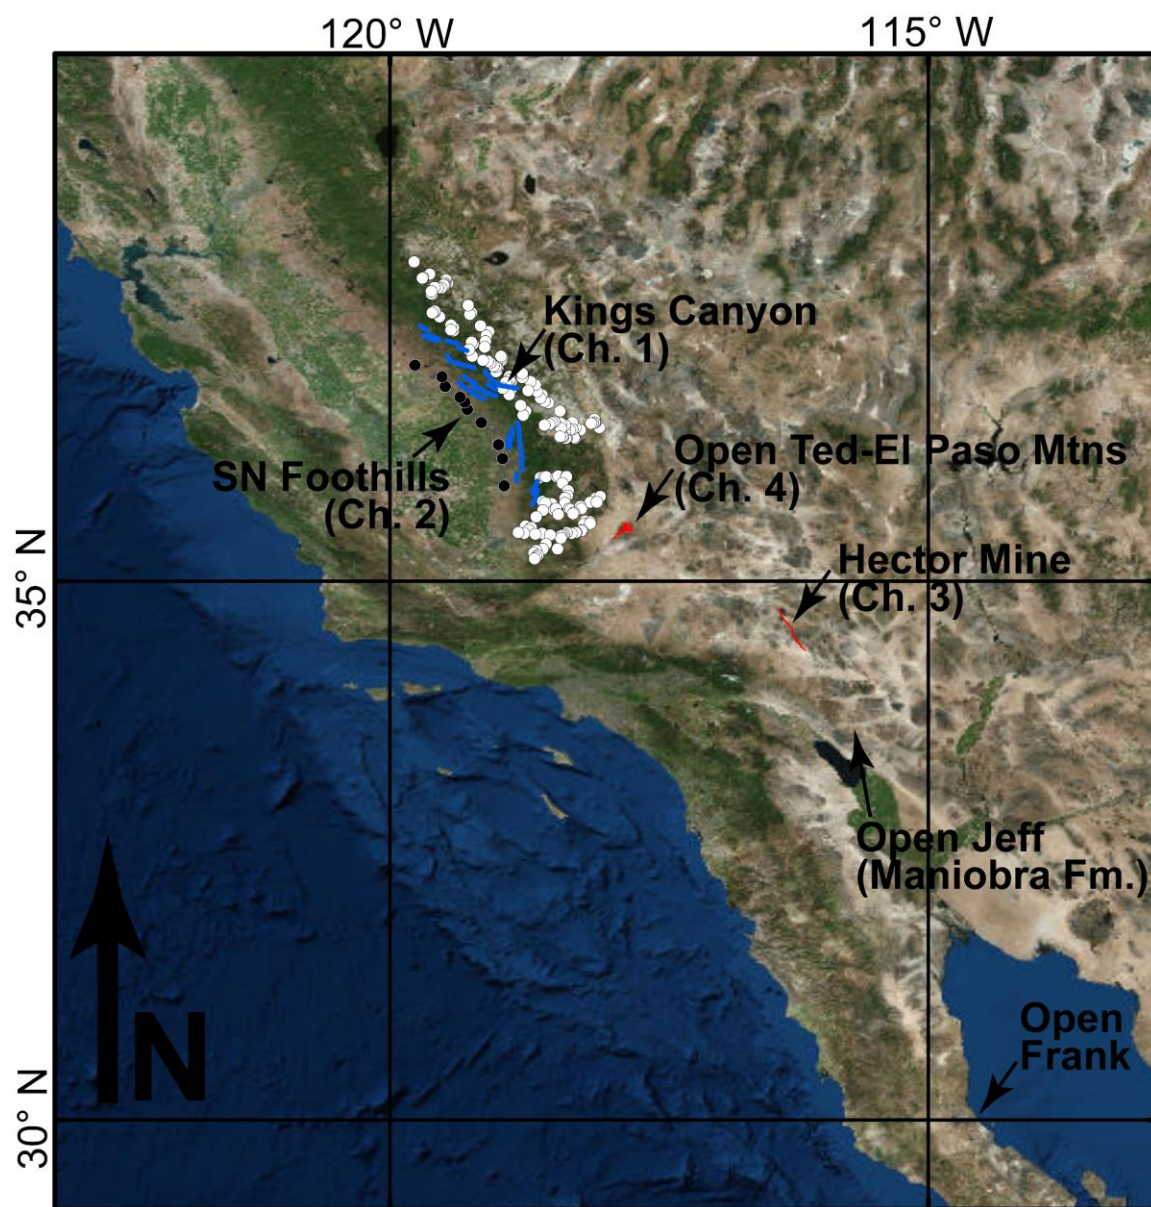 120° W
115° W
Kings Canyon
(Ch. 1)
Open Ted-El Paso Mtns
(Ch. 4)
SN Foothills
(Ch. 2)
35° N
Hector Mine
(Ch. 3)
Open Jeff
(Maniobra Fm.)
Open
Frank
N
30° N